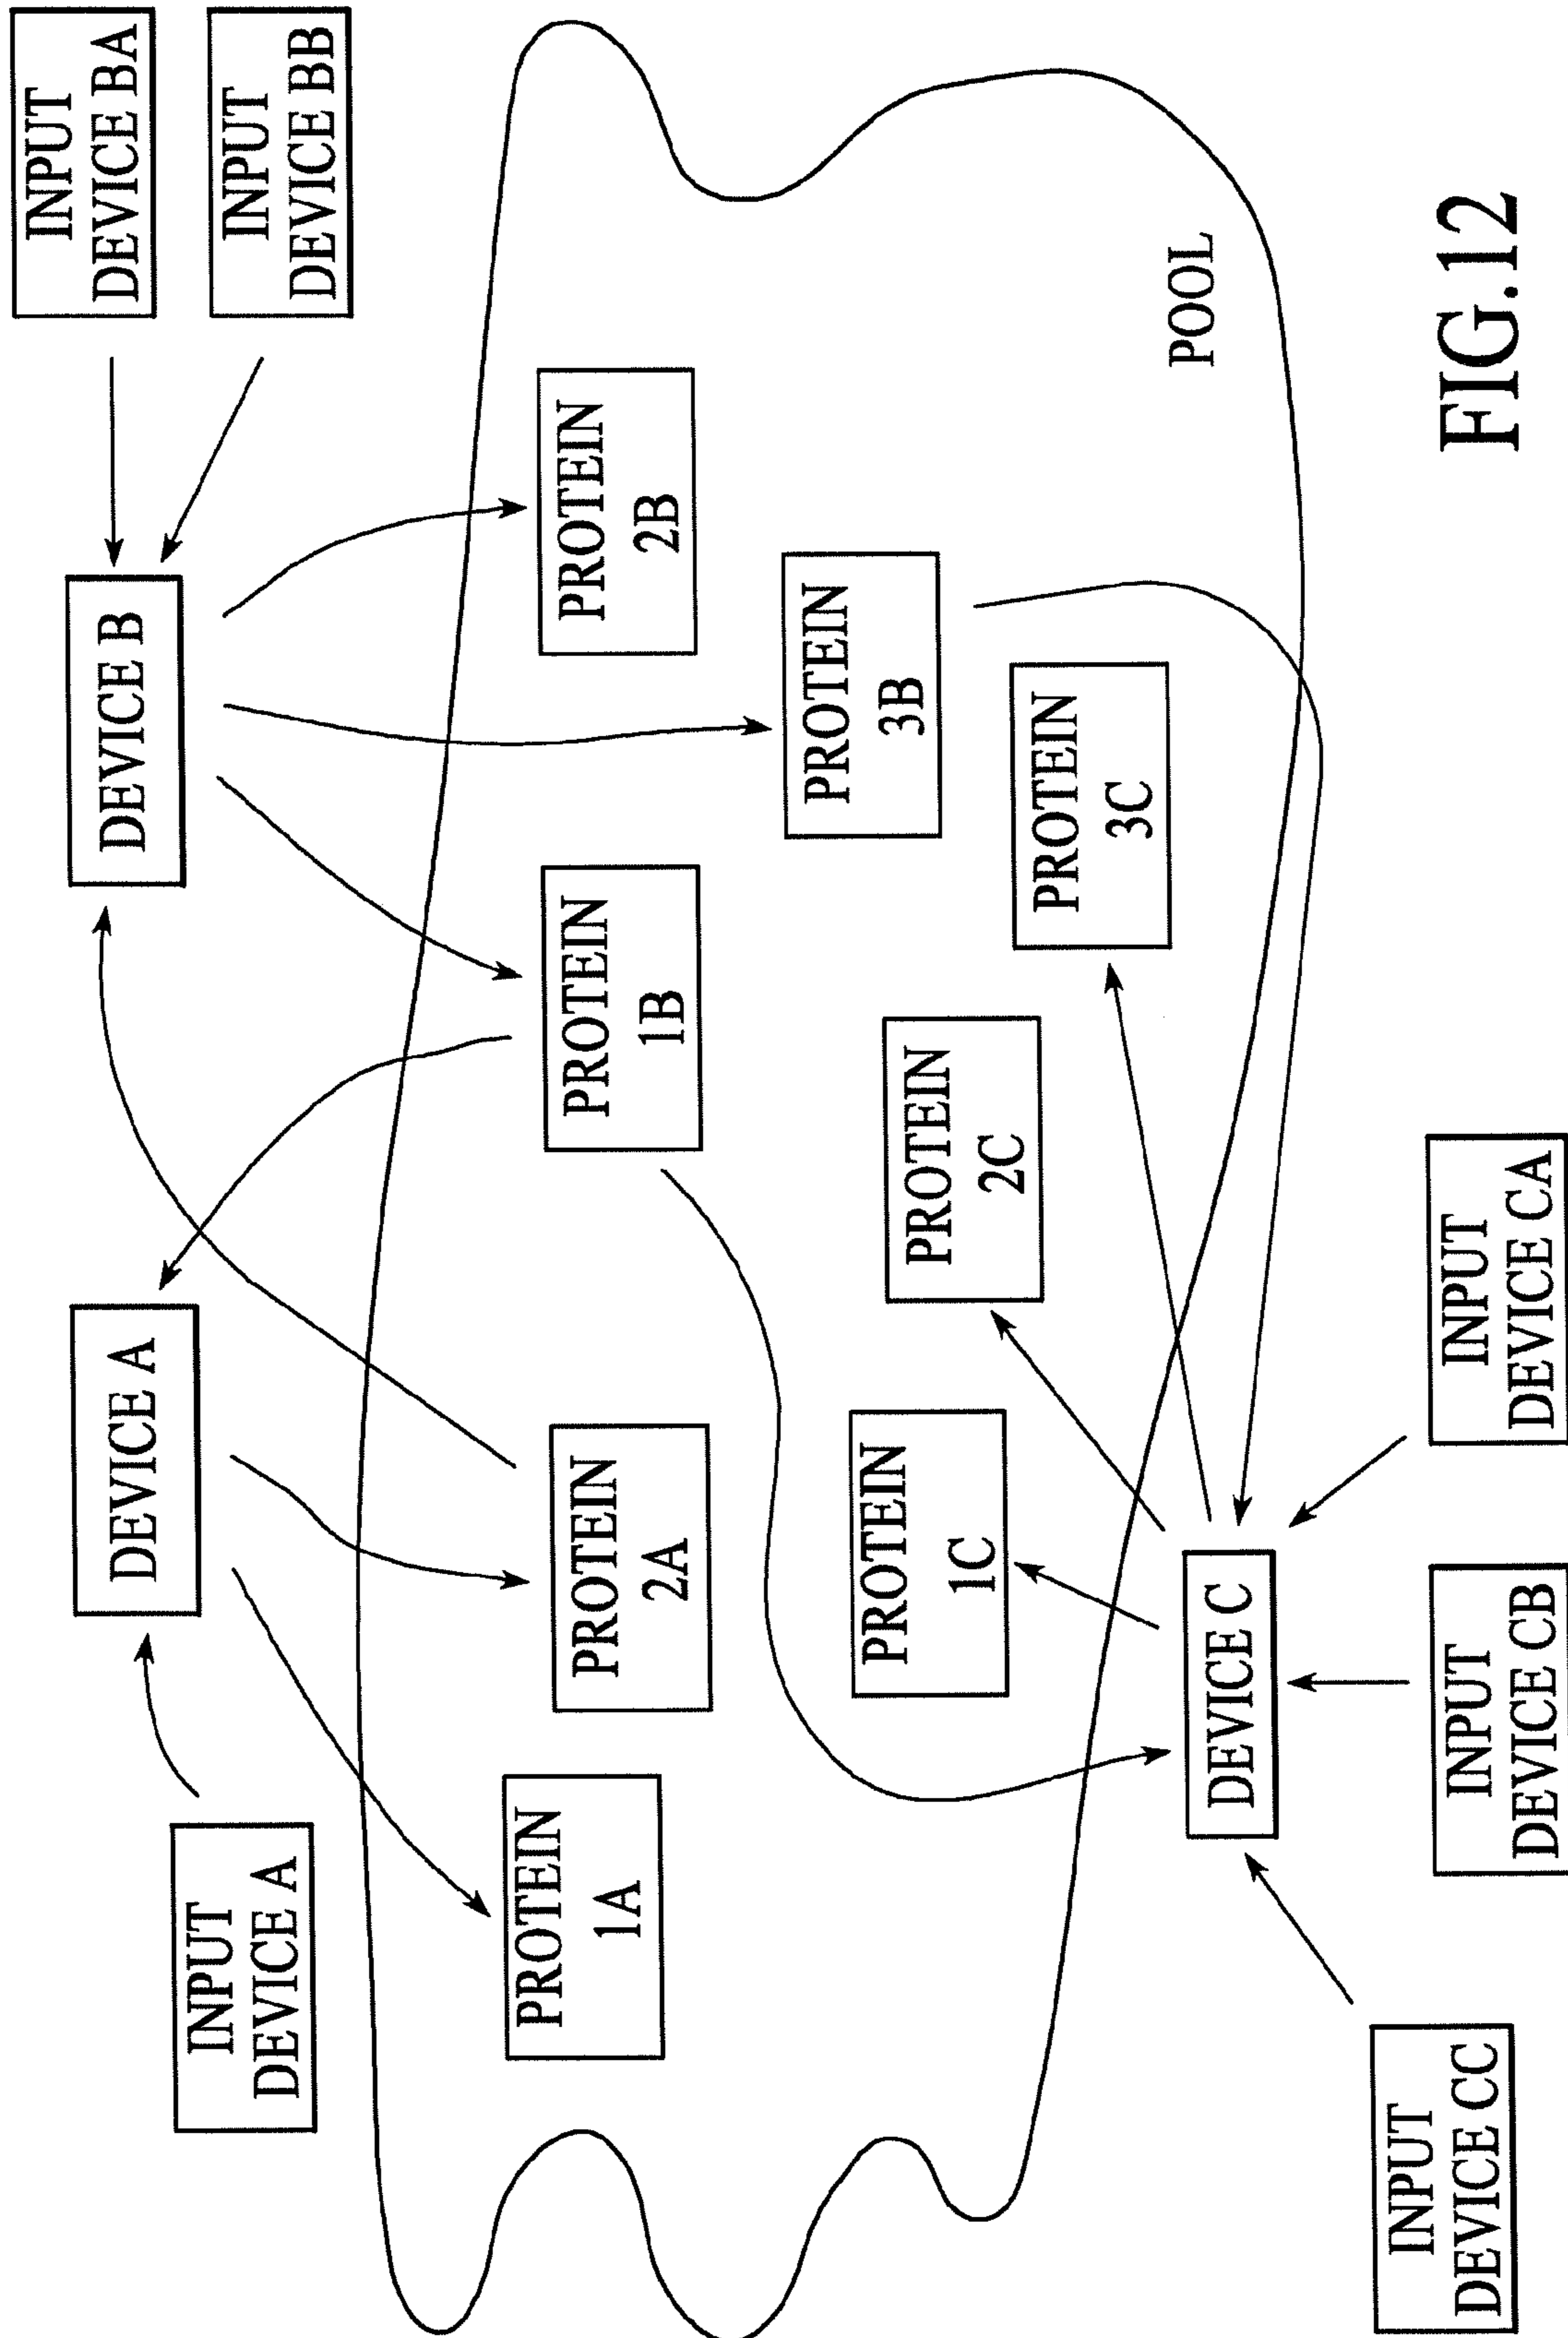 INPUT
DEVICE A
DEVICE A
DEVICE B
INPUT
DEVICE BA
INPUT
DEVICE BB
PROTEIN
1A
PROTEIN
2A
PROTEIN
1B
PROTEIN
2B
PROTEIN
3B
PROTEIN
1C
PROTEIN
2C
PROTEIN
3C
POOL
DEVICE C
INPUT
DEVICE CC
INPUT
DEVICE CB
INPUT
DEVICE CA
FIG.12